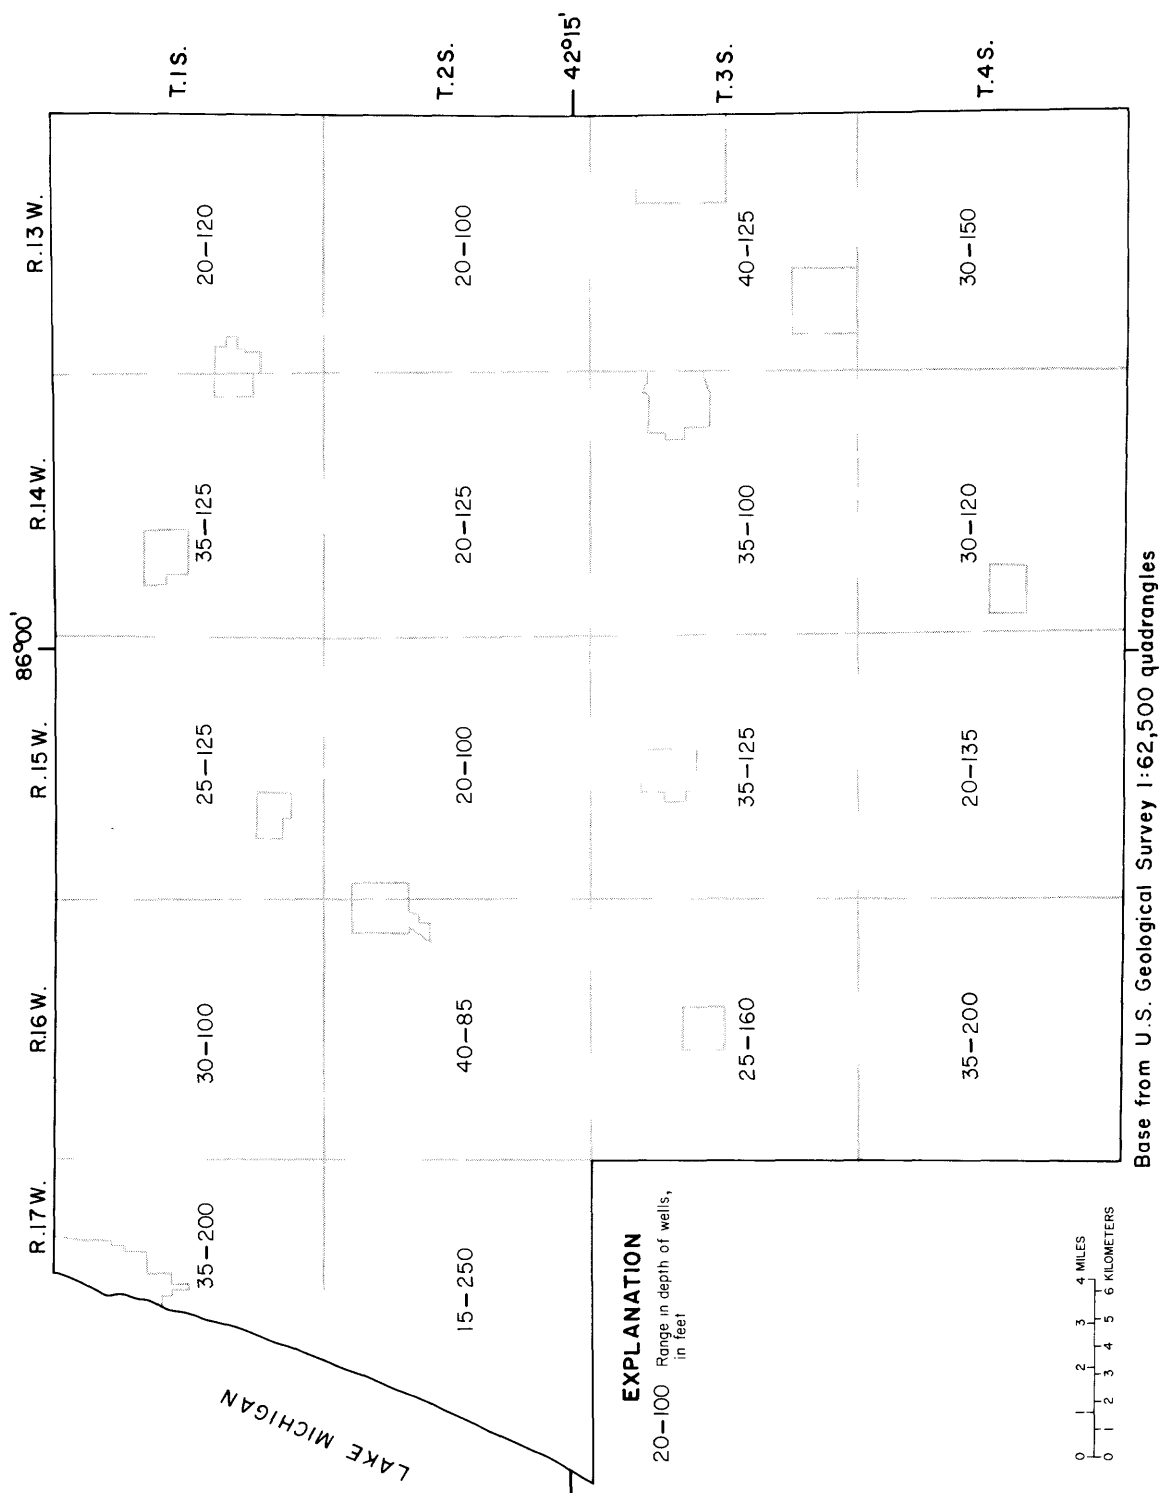 R.17W.
R.16W.
R.15W.
86°00'
R.14W.
R.13W.
35-200
30-100
25-125
35-125
20-120
T.1S.
15-250
40-85
20-100
20-125
20-100
T.2S.
42°15'
LAKE MICHIGAN
25-160
35-125
35-100
40-125
T.3S.
35-200
20-135
30-120
30-150
T.4S.
EXPLANATION
20-100 Range in depth of wells,
in feet
0 1 2 3 4 MILES
0 1 2 3 4 5 6 KILOMETERS
Base from U.S. Geological Survey 1:62,500 quadrangles